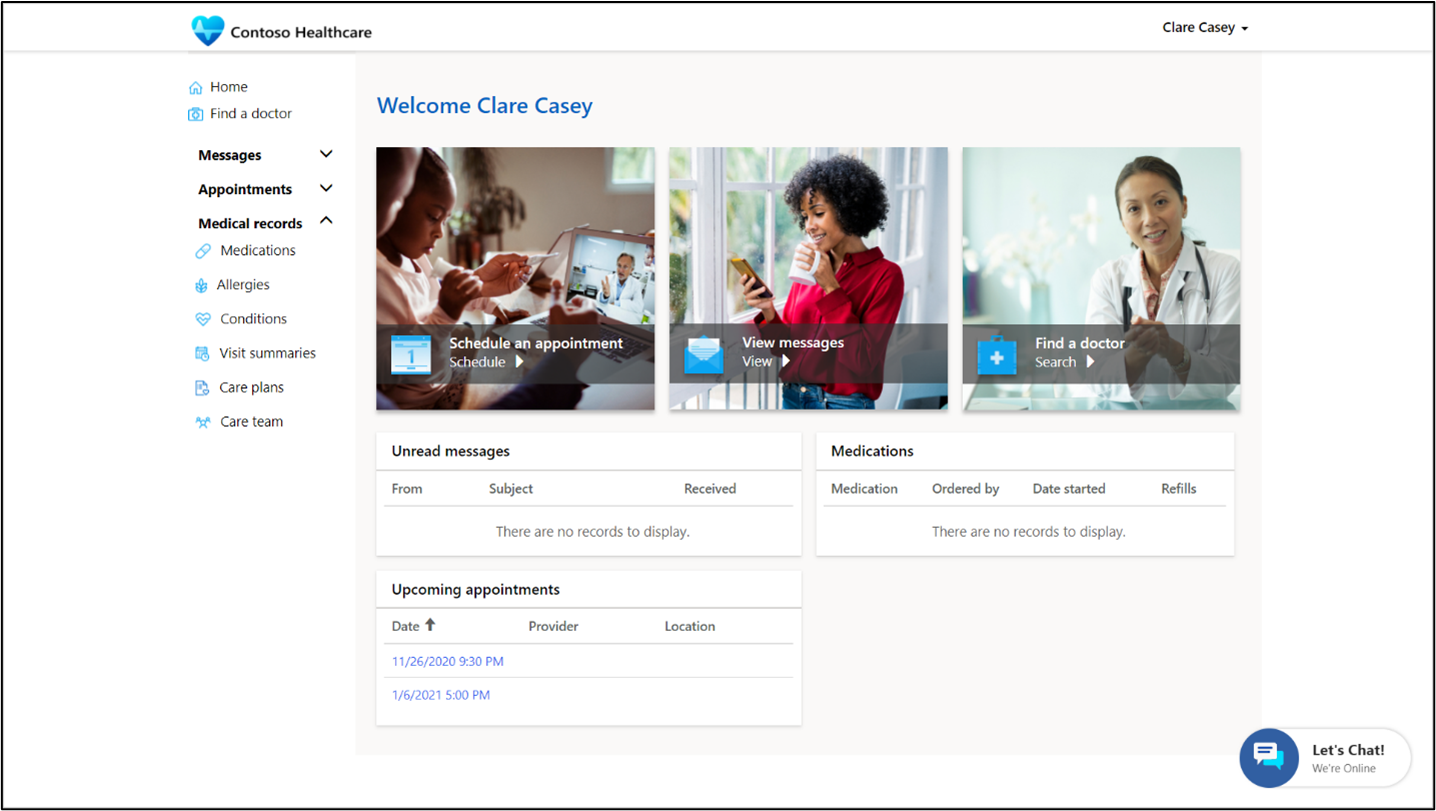 Contoso Healthcare
Clare Casey
Home
Find a doctor
Messages
Appointments
Medical records
Medications
Allergies
Conditions
Visit summaries
Care plans
Care team
Welcome Clare Casey
1
Schedule an appointment
Schedule
View messages
View
Find a doctor
Search
Unread messages
From Subject Received
There are no records to display.
Medications
Medication Ordered by Date started Refills
There are no records to display.
Upcoming appointments
Date Provider Location
11/26/2020 9:30 PM
1/6/2021 5:00 PM
Let's Chat!
We're Online